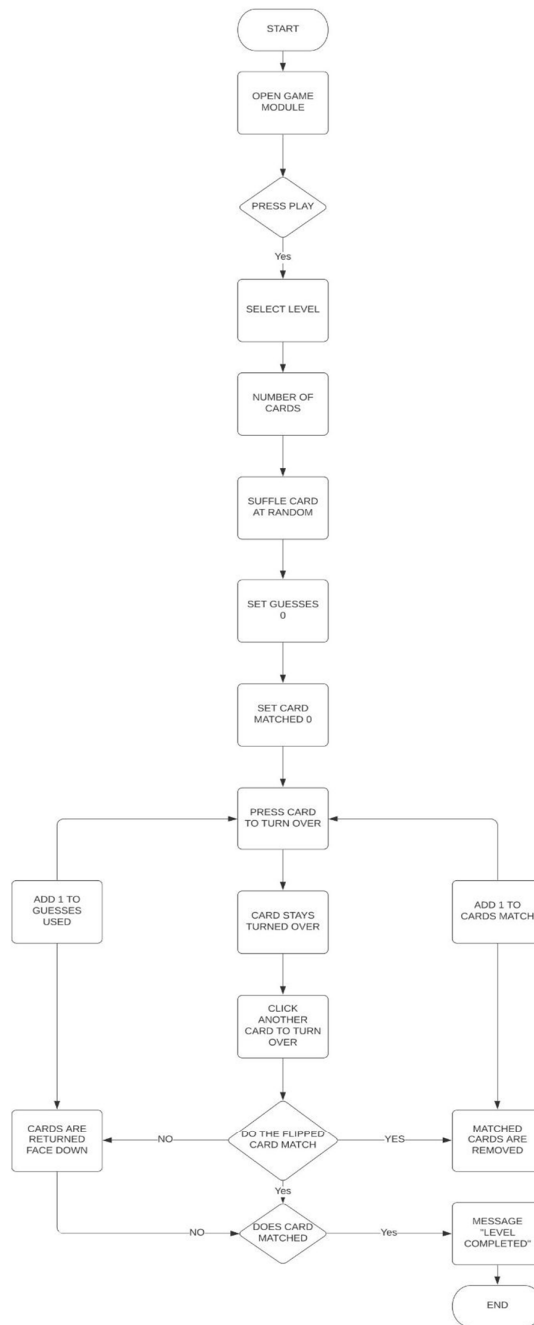 START
OPEN GAME
MODULE
PRESS PLAY
Yes
SELECT LEVEL
NUMBER OF
CARDS
SUFFLE CARD
AT RANDOM
SET GUESSES
0
SET CARD
MATCHED 0
PRESS CARD
TO TURN OVER
ADD 1 TO
GUESSES
USED
CARD STAYS
TURNED OVER
ADD 1 TO
CARDS MATCH
CLICK
ANOTHER
CARD TO TURN
OVER
CARDS ARE
RETURNED
FACE DOWN
NO
DO THE FLIPPED
CARD MATCH
YES
MATCHED
CARDS ARE
REMOVED
Yes
NO
DOES CARD
MATCHED
Yes
MESSAGE
"LEVEL
COMPLETED"
END